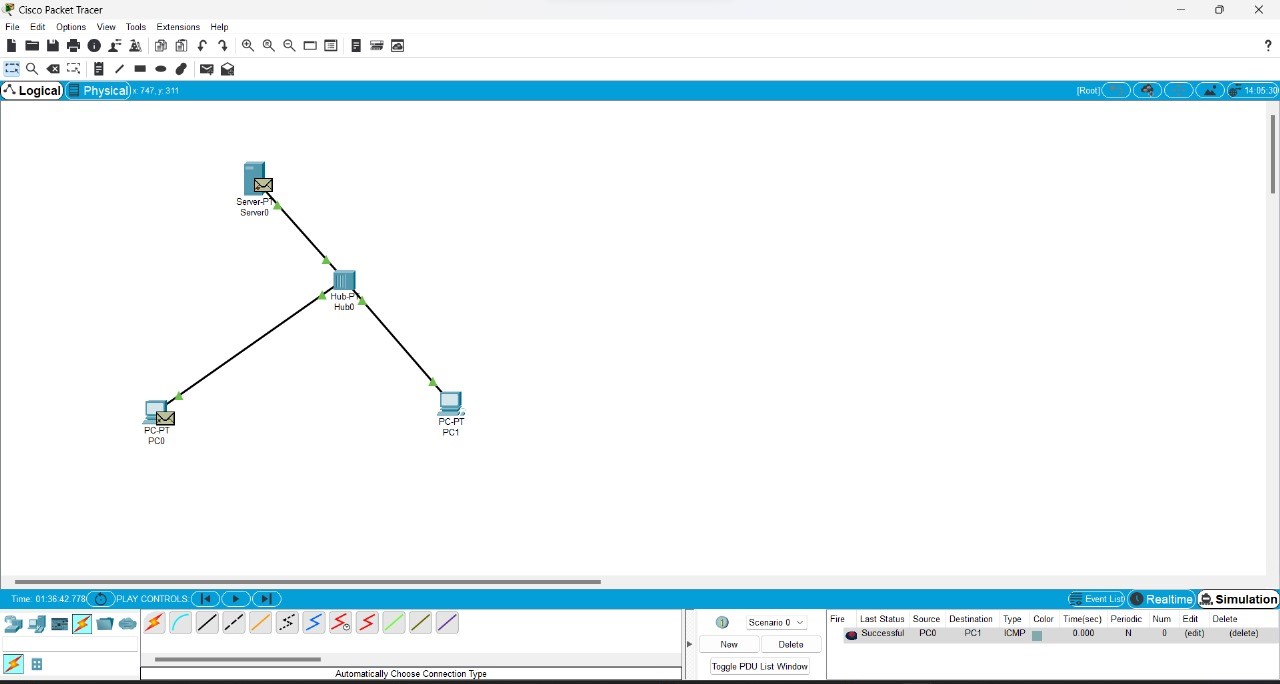 Cisco Packet Tracer
File Edit Options View Tools Extensions Help
?
Logical Physical x: 747, y: 311 [Root] 14:05:30
Server-PT
Server0
Hub-PT
Hub0
PC-PT
PC0
PC-PT
PC1
Time: 01:36:42.778 PLAY CONTROLS: Event List Realtime Simulation
Scenario 0
New Delete
Toggle PDU List Window
Fire Last Status Source Destination Type Color Time(sec) Periodic Num Edit Delete
Successful PC0 PC1 ICMP 0.000 N 0 (edit) (delete)
Automatically Choose Connection Type